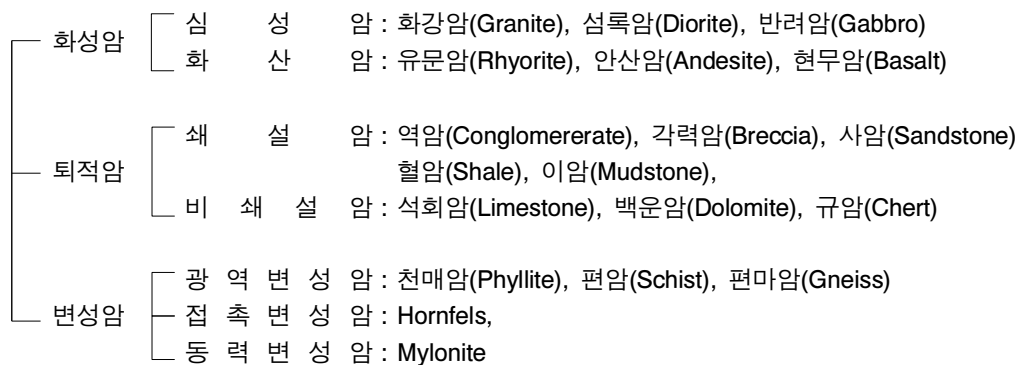 화성암
심 성 암 : 화강암(Granite), 섬록암(Diorite), 반려암(Gabbro)
화 산 암 : 유문암(Rhyorite), 안산암(Andesite), 현무암(Basalt)
퇴적암
쇄 설 암 : 역암(Conglomererate), 각력암(Breccia), 사암(Sandstone)
혈암(Shale), 이암(Mudstone),
비 쇄 설 암 : 석회암(Limestone), 백운암(Dolomite), 규암(Chert)
변성암
광 역 변 성 암 : 천매암(Phyllite), 편암(Schist), 편마암(Gneiss)
접 촉 변 성 암 : Hornfels,
동 력 변 성 암 : Mylonite